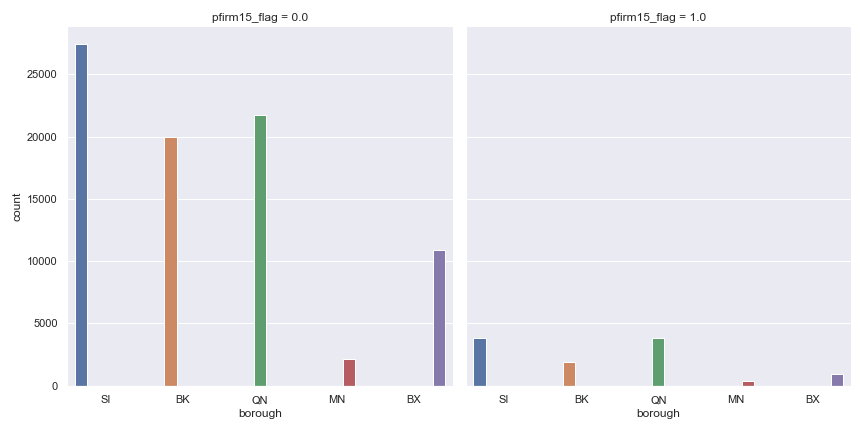 pfirm15_flag = 0.0
pfirm15_flag = 1.0
25000
20000
15000
10000
5000
0
count
SI BK QN MN BX
borough
SI BK QN MN BX
borough